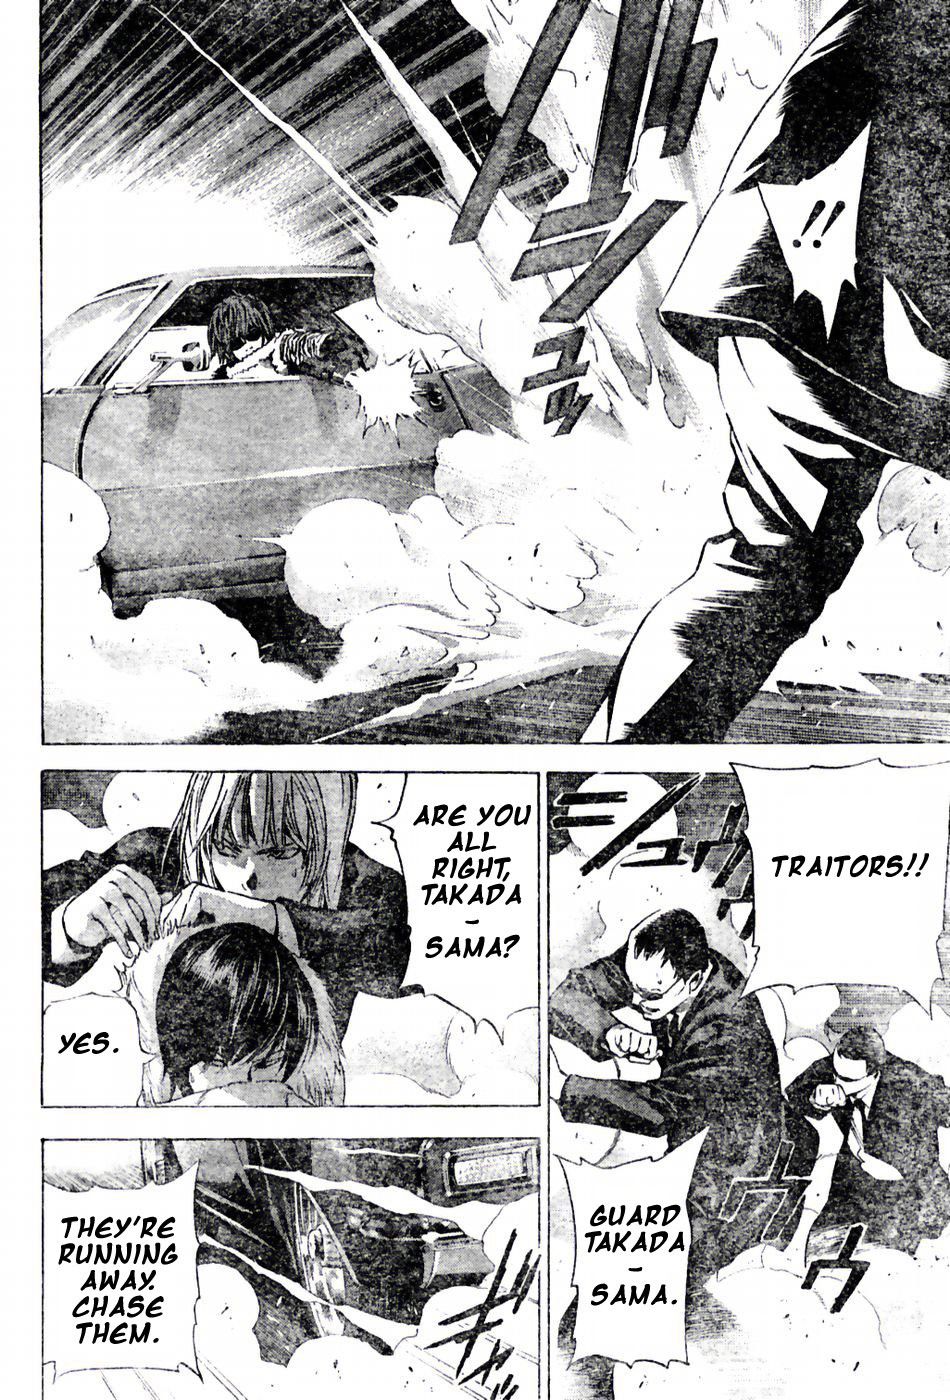 !!
TRAITORS!!
GUARD
TAKADA
-
SAMA.
ARE YOU
ALL
RIGHT,
TAKADA
-
SAMA?
YES.
THEY'RE
RUNNING
AWAY.
CHASE
THEM.